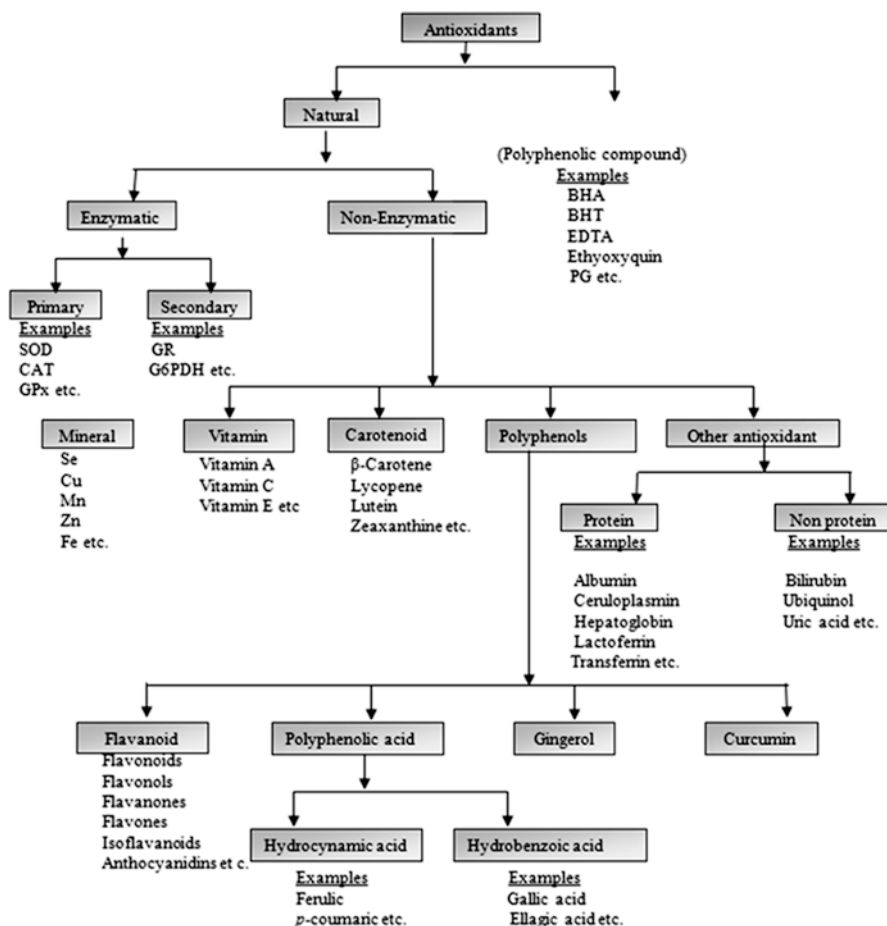 Antioxidants
Natural
(Polyphenolic compound)
Examples
BHA
BHT
EDTA
Ethyoxyquin
PG etc.
Enzymatic
Non-Enzymatic
Primary
Examples
SOD
CAT
GPx etc.
Secondary
Examples
GR
G6PDH etc.
Mineral
Se
Cu
Mn
Zn
Fe etc.
Vitamin
Vitamin A
Vitamin C
Vitamin E etc
Carotenoid
β-Carotene
Lycopene
Lutein
Zeaxanthine etc.
Polyphenols
Other antioxidant
Protein
Examples
Albumin
Ceruloplasmin
Hepatoglobin
Lactoferrin
Transferrin etc.
Non protein
Examples
Bilirubin
Ubiquinol
Uric acid etc.
Flavanoid
Flavonoids
Flavonols
Flavanones
Flavones
Isoflavanoids
Anthocyanidins et c.
Polyphenolic acid
Gingerol
Curcumin
Hydrocynamic acid
Examples
Ferulic
p-coumaric etc.
Hydrobenzoic acid
Examples
Gallic acid
Ellagic acid etc.